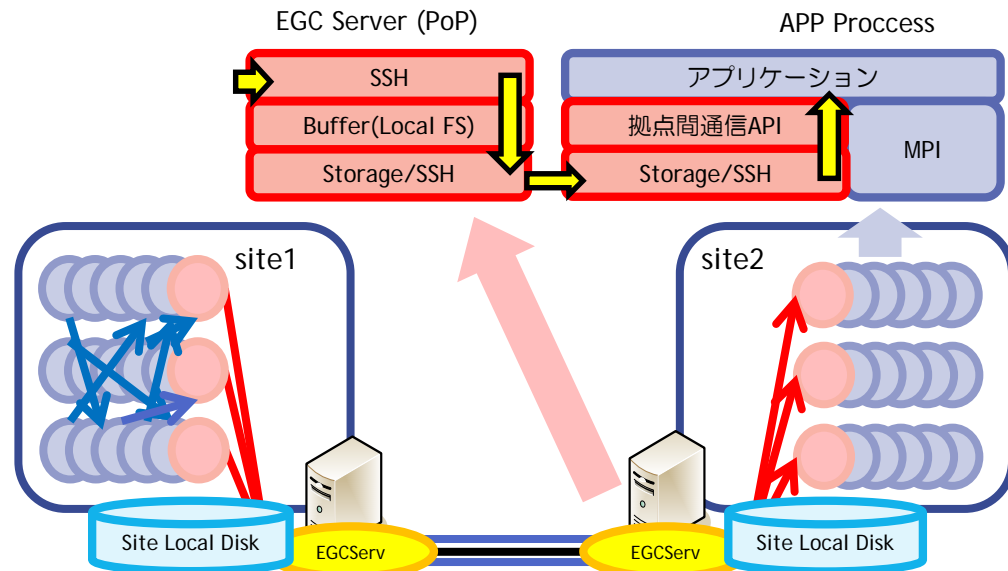 EGC Server (PoP)
APP Proccess
SSH
アプリケーション
Buffer(Local FS)
拠点間通信API
MPI
Storage/SSH
Storage/SSH
site1
site2
Site Local Disk
EGCServ
EGCServ
Site Local Disk